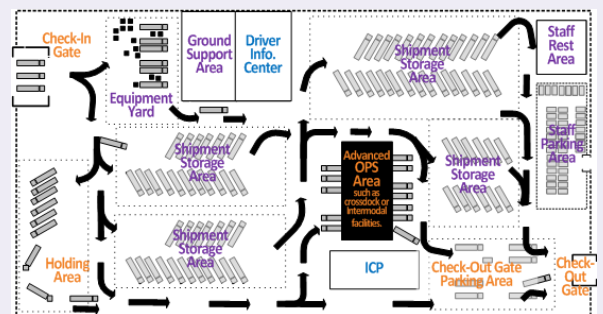 Check-In
Gate
Equipment
Yard
Ground
Support
Area
Driver
Info.
Center
Shipment
Storage
Area
Staff
Rest
Area
Staff
Parking
Area
Shipment
Storage
Area
Shipment
Storage
Area
Advanced
OPS
Area
such as
crossdock or
Intermodal
facilities.
Shipment
Storage
Area
Holding
Area
ICP
Check-Out Gate
Parking Area
Check-
Out
Gate